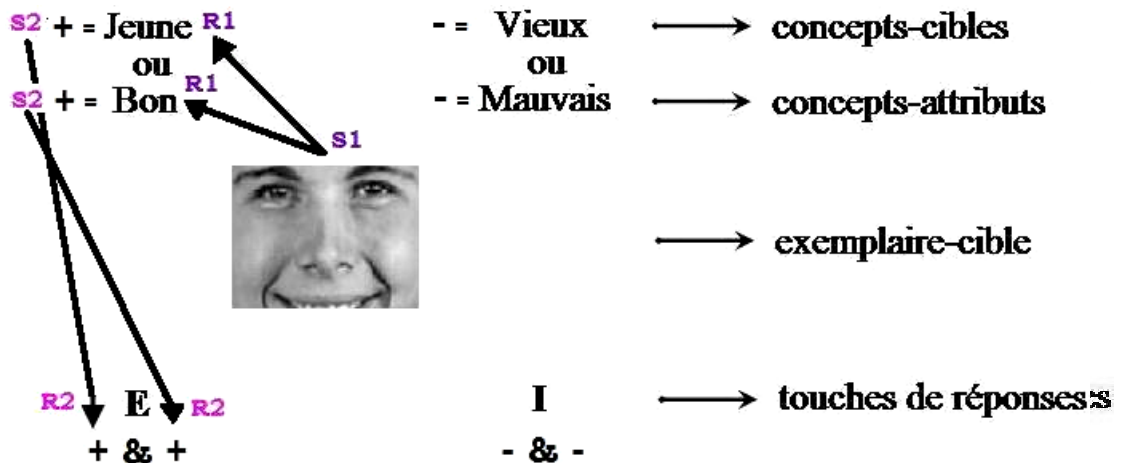 S2 + = Jeune R1 - = Vieux concepts-cibles
ou ou
S2 + = Bon R1 - = Mauvais concepts-attributs
S1
exemplaire-cible
R2 E R2 I touches de réponses
+ & + - & -